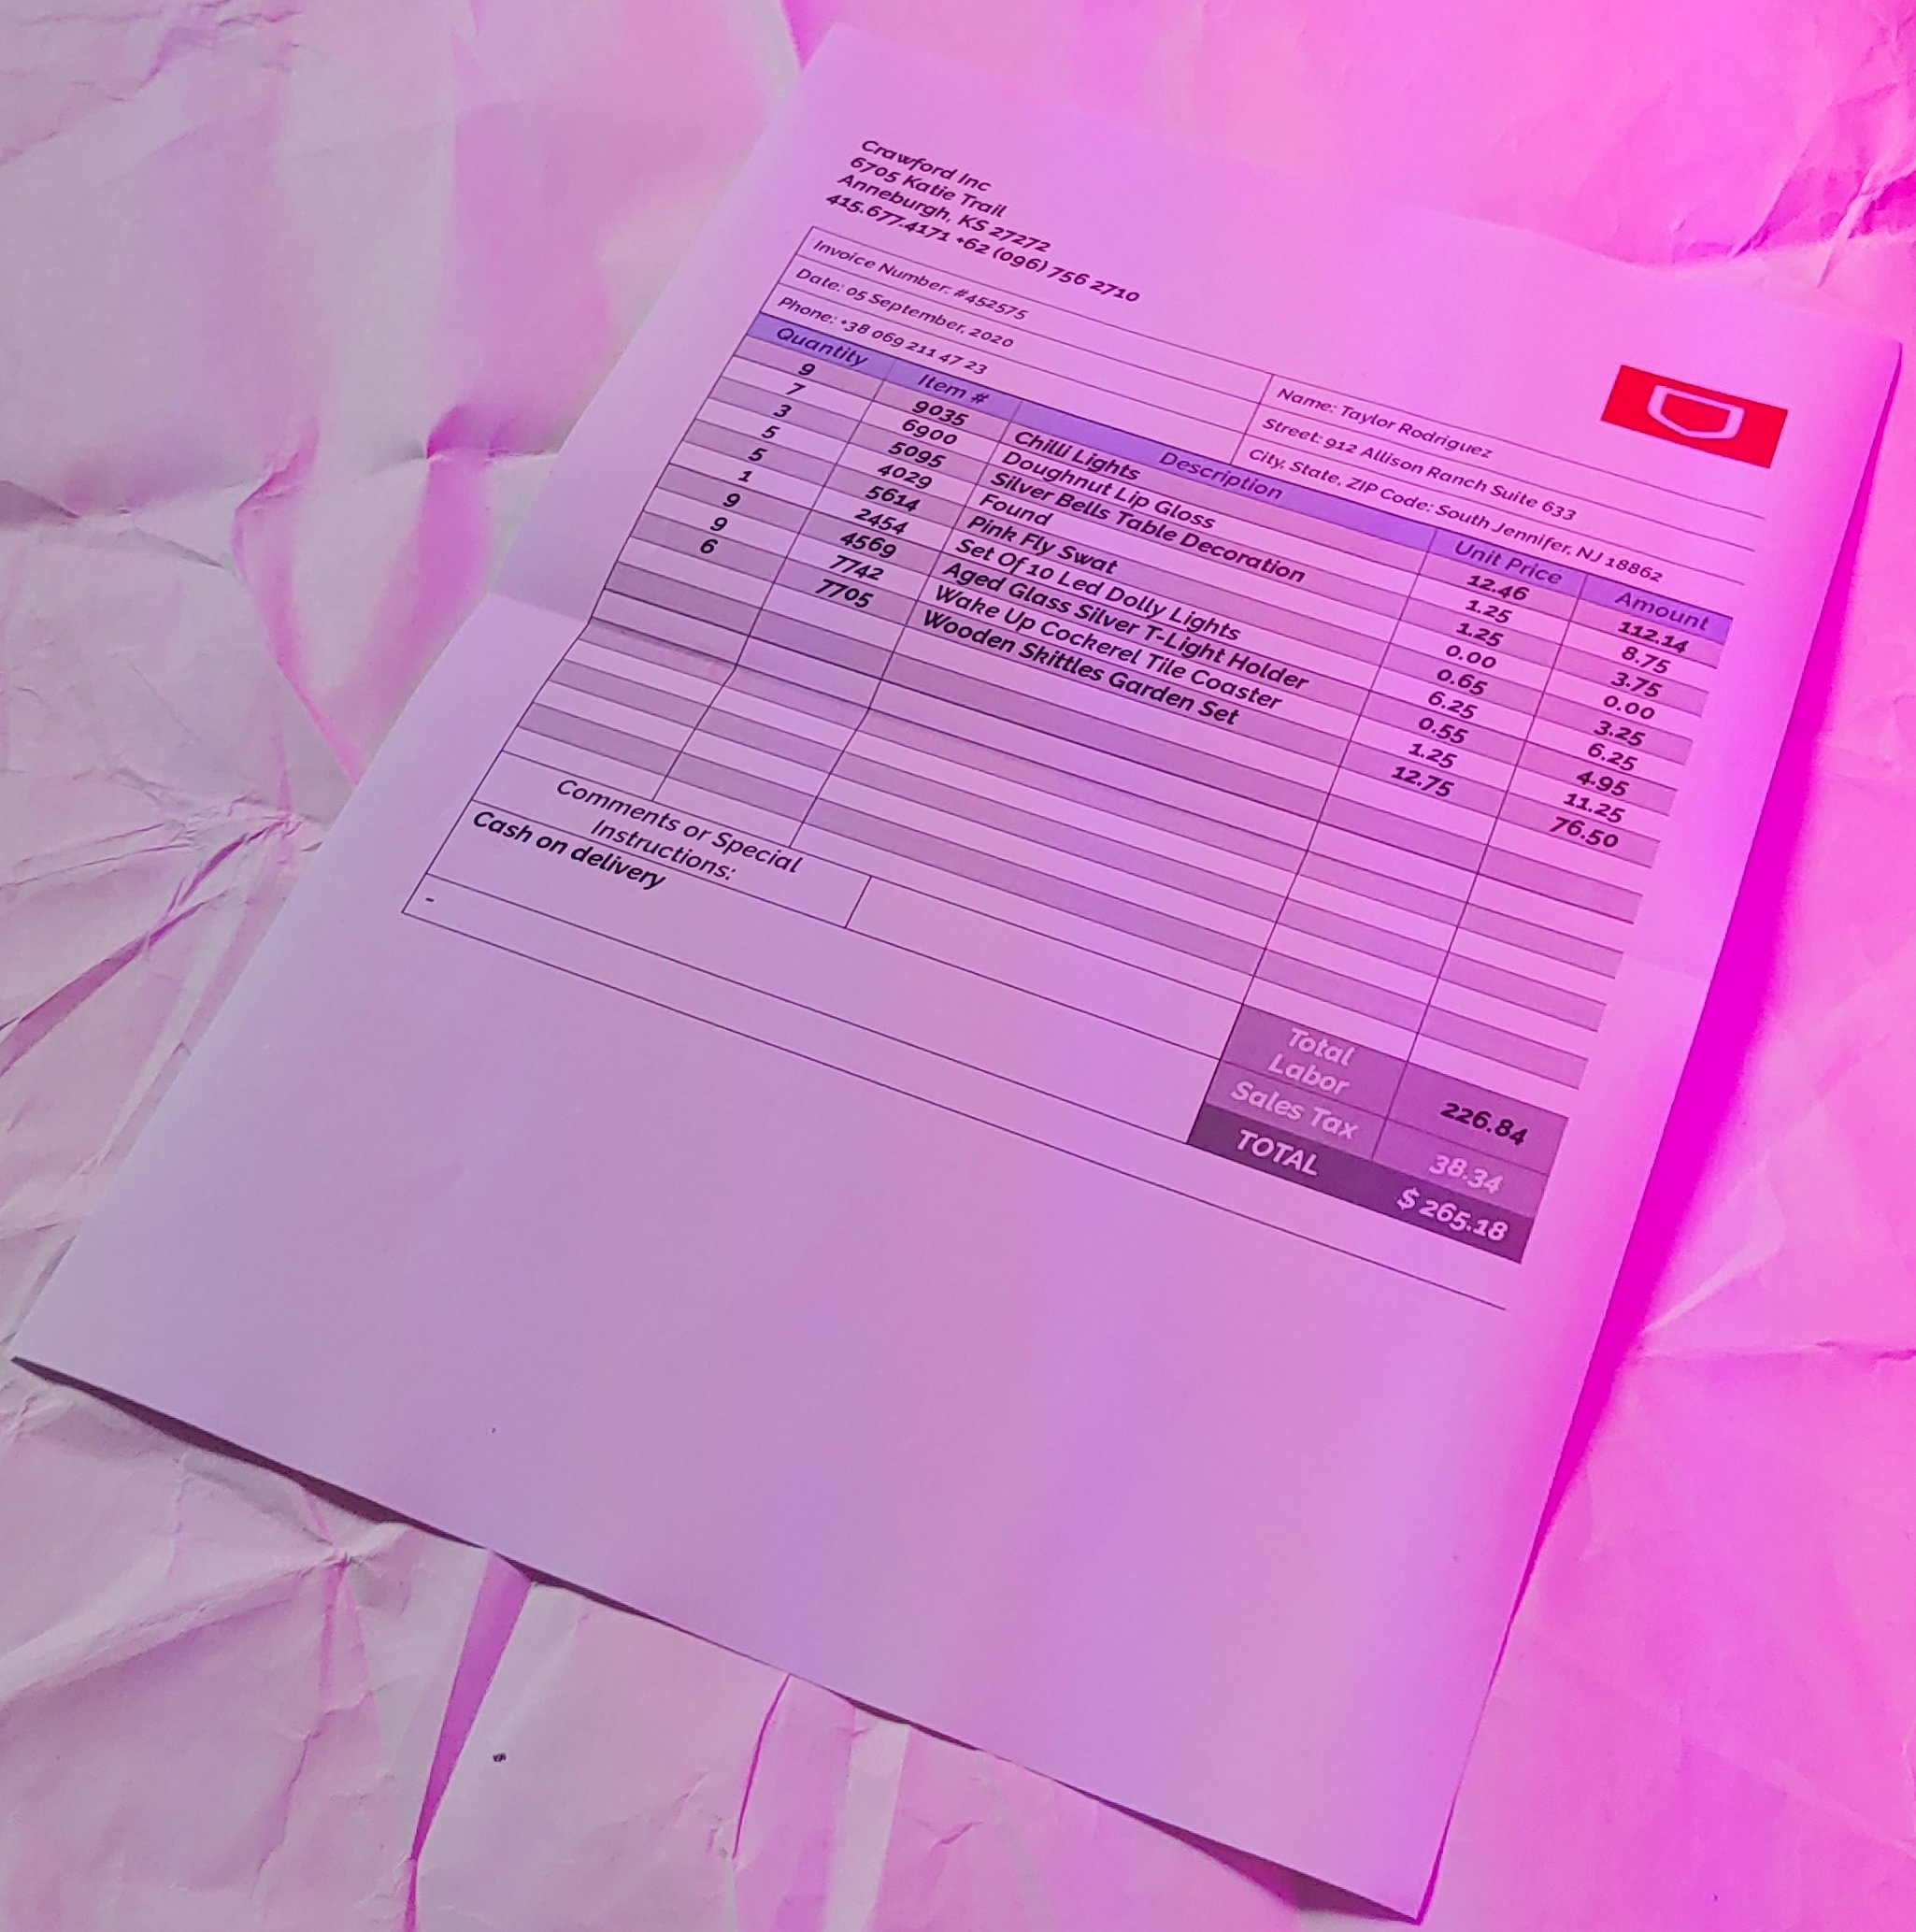 Crawford Inc
6705 Katie Trail
Anneburgh, KS 27272
415.677.4171 +62 (096) 756 2710
Invoice Number: #452575
Name: Taylor Rodriguez
Date: 05 September, 2020
Street: 912 Allison Ranch Suite 633
Phone: +38 069 211 47 23
City, State, ZIP Code: South Jennifer, NJ 18862
Quantity Item # Description Unit Price Amount
9 9035 Chilli Lights 12.46 112.14
7 6900 Doughnut Lip Gloss 1.25 8.75
3 5095 Silver Bells Table Decoration 1.25 3.75
5 4029 Found 0.00 0.00
5 5614 Pink Fly Swat 0.65 3.25
1 2454 Set Of 10 Led Dolly Lights 6.25 6.25
9 4569 Aged Glass Silver T-Light Holder 0.55 4.95
9 7742 Wake Up Cockerel Tile Coaster 1.25 11.25
6 7705 Wooden Skittles Garden Set 12.75 76.50
Comments or Special
Instructions:
Cash on delivery
-
Total
Labor
226.84
Sales Tax 38.34
TOTAL $ 265.18